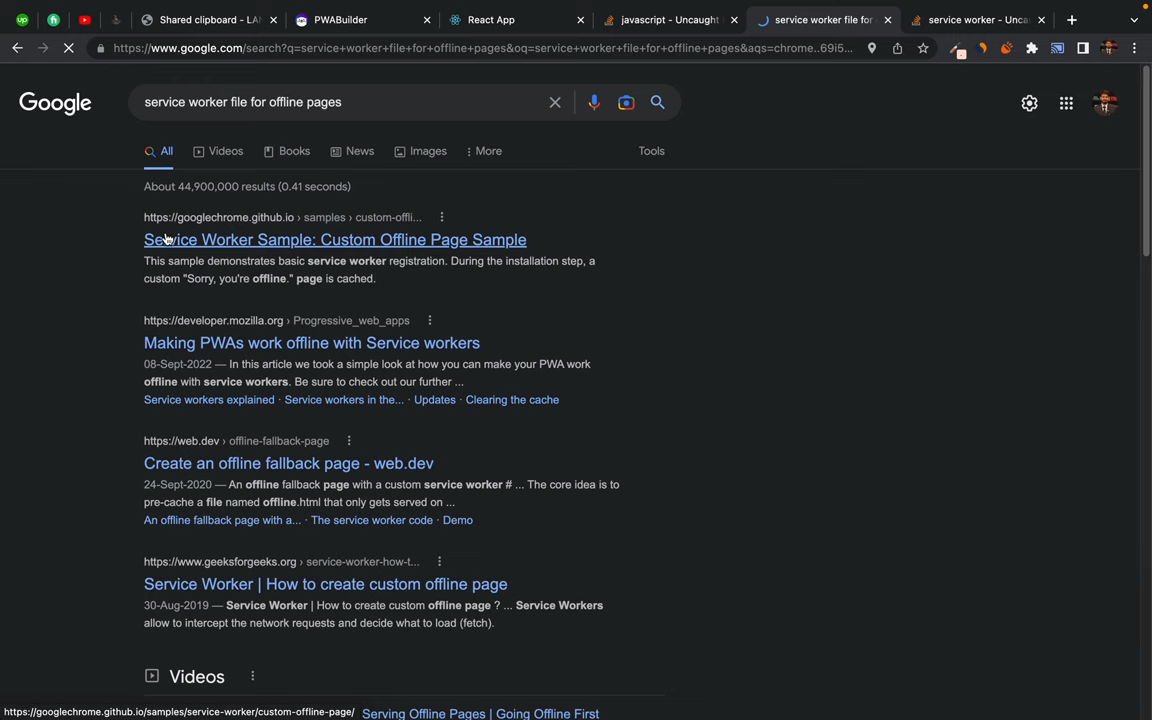 Shared clipboard - LAN
PWABuilder
React App
javascript - Uncaught
service worker file for
service worker - Unca
https://www.google.com/search?q=service+worker+file+for+offline+pages&oq=service+worker+file+for+offline+pages&aqs=chrome..69i5...
Google
service worker file for offline pages
All
Videos
Books
News
Images
More
Tools
About 44,900,000 results (0.41 seconds)
https://googlechrome.github.io › samples › custom-offli...
Service Worker Sample: Custom Offline Page Sample
This sample demonstrates basic service worker registration. During the installation step, a
custom "Sorry, you're offline." page is cached.
https://developer.mozilla.org › Progressive_web_apps
Making PWAs work offline with Service workers
08-Sept-2022 — In this article we took a simple look at how you can make your PWA work
offline with service workers. Be sure to check out our further ...
Service workers explained · Service workers in the... · Updates · Clearing the cache
https://web.dev › offline-fallback-page
Create an offline fallback page - web.dev
24-Sept-2020 — An offline fallback page with a custom service worker # ... The core idea is to
pre-cache a file named offline.html that only gets served on ...
An offline fallback page with a... · The service worker code · Demo
https://www.geeksforgeeks.org › service-worker-how-t...
Service Worker | How to create custom offline page
30-Aug-2019 — Service Worker | How to create custom offline page ? ... Service Workers
allow to intercept the network requests and decide what to load (fetch).
Videos
https://googlechrome.github.io/samples/service-worker/custom-offline-page/
Serving Offline Pages | Going Offline First